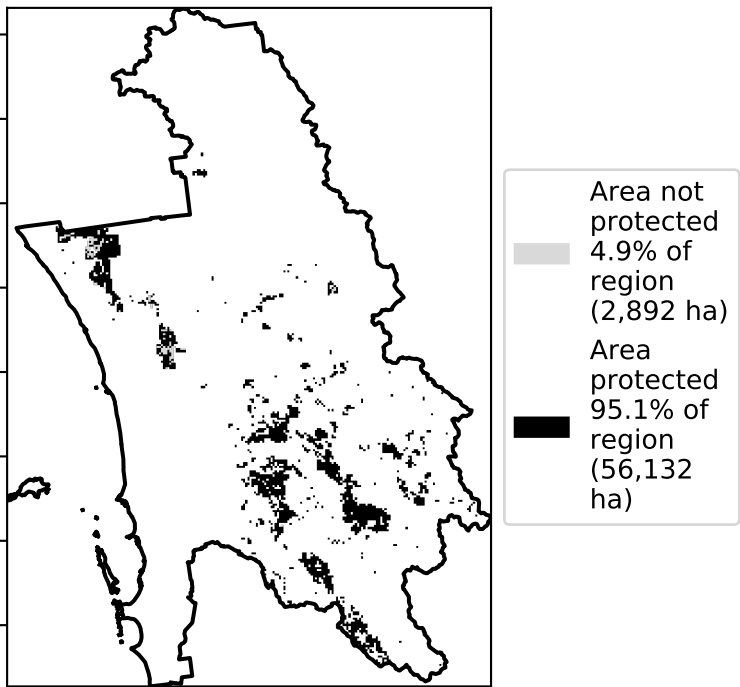 Area not
protected
4.9% of
region
(2,892 ha)
Area
protected
95.1% of
region
(56,132
ha)